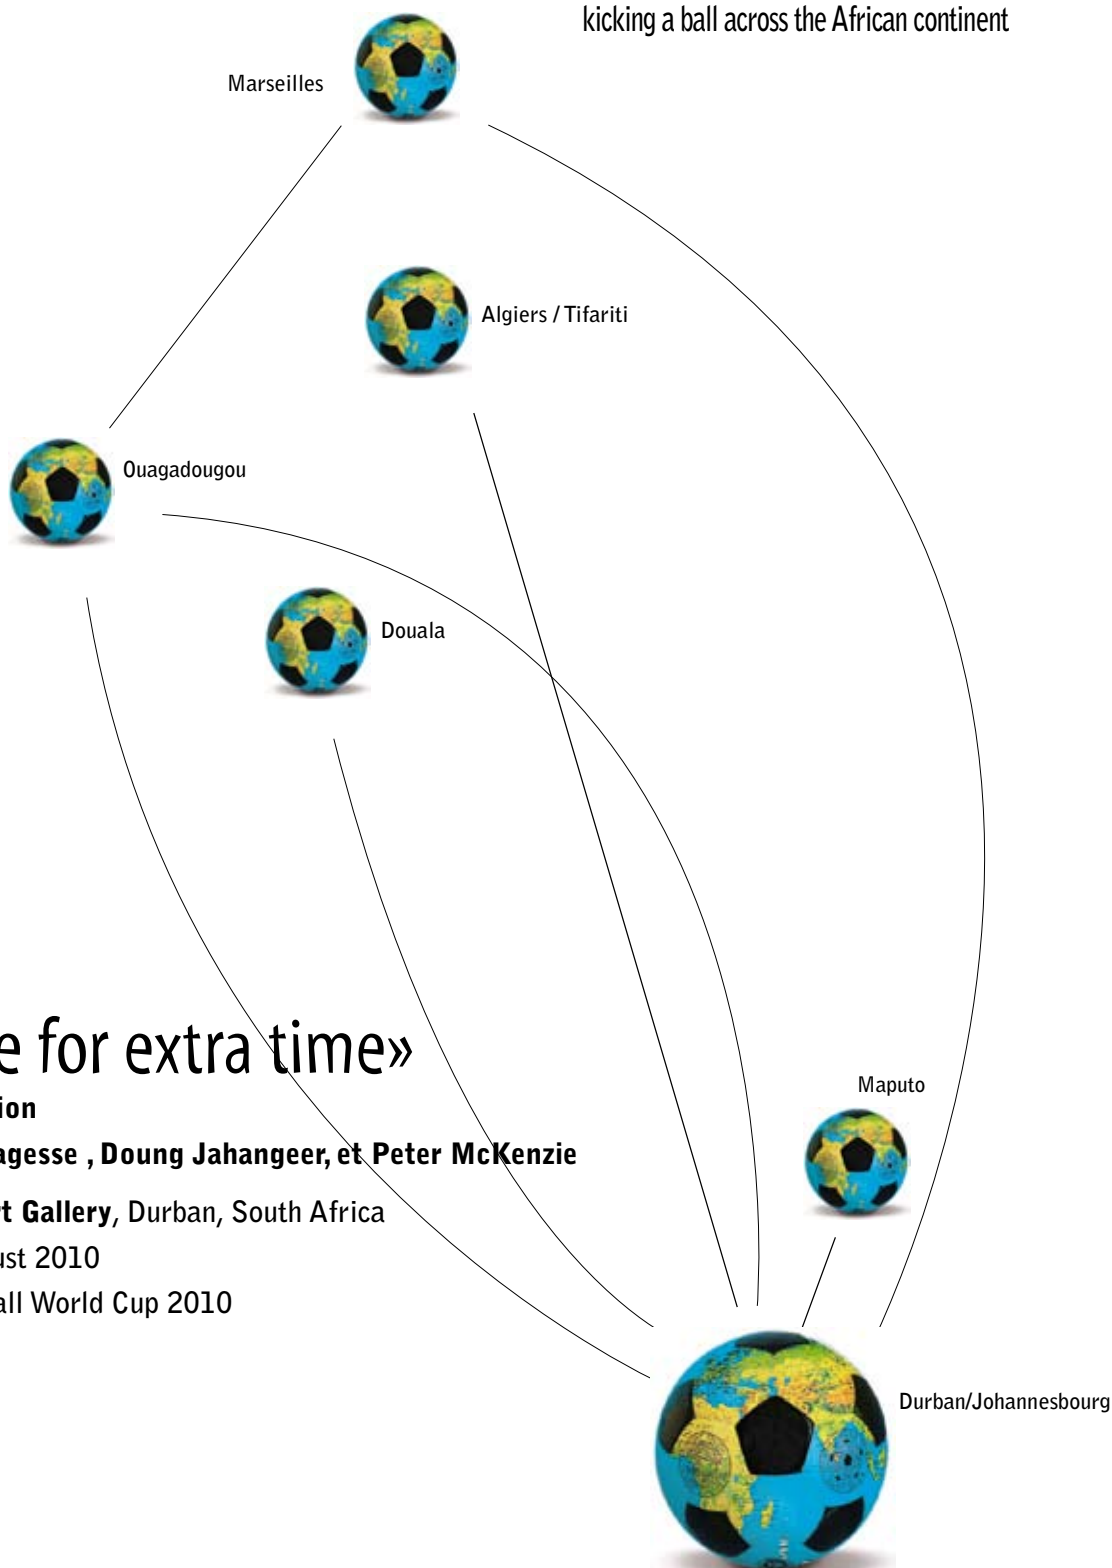 kicking a ball across the African continent
Marseilles
Algiers / Tifariti
Ouagadougou
Douala
e for extra time»
ion
agesse , Doung Jahangeer, et Peter McKenzie
Maputo
rt Gallery, Durban, South Africa
ust 2010
all World Cup 2010
Durban/Johannesbourg